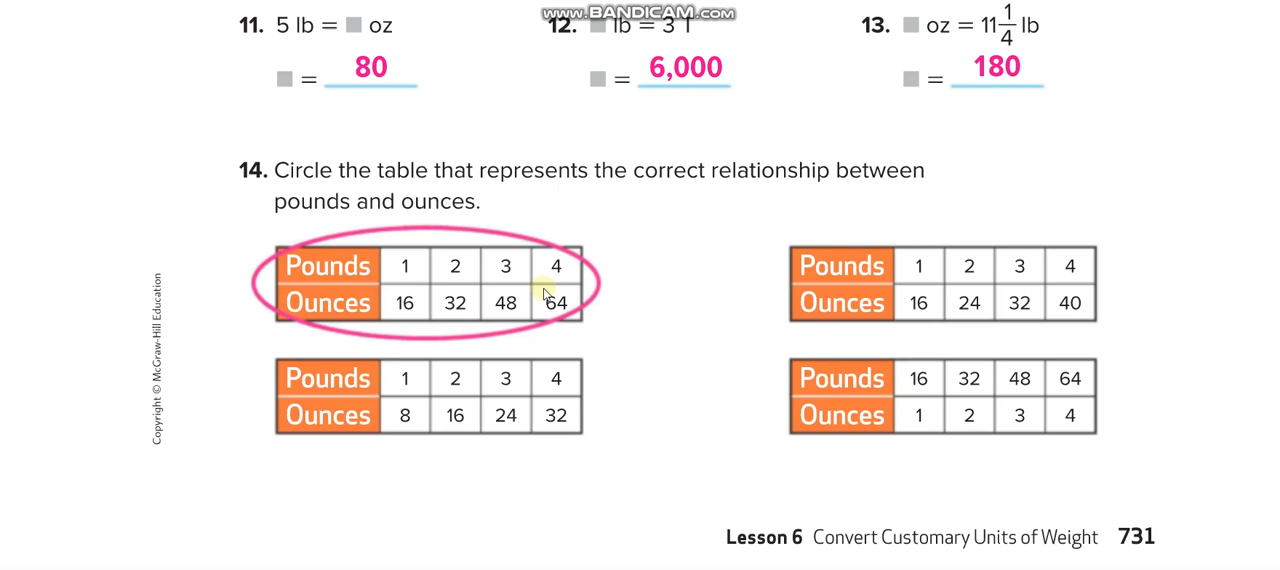 www.BANDICAM.com
11. 5 lb = oz
= 80
12. lb = 3 T
= 6,000
13. oz = 11 1/4 lb
= 180
14. Circle the table that represents the correct relationship between
pounds and ounces.
Pounds 1 2 3 4
Ounces 16 32 48 64
Pounds 1 2 3 4
Ounces 16 24 32 40
Pounds 1 2 3 4
Ounces 8 16 24 32
Pounds 16 32 48 64
Ounces 1 2 3 4
Copyright © McGraw-Hill Education
Lesson 6 Convert Customary Units of Weight 731